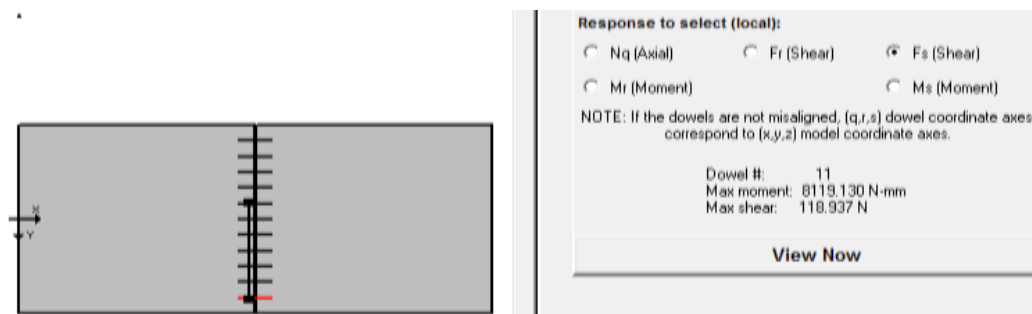 X
Y
Response to select (local):
Nq (Axial) Fr (Shear) Fs (Shear)
Mr (Moment) Ms (Moment)
NOTE: If the dowels are not misaligned, (q,r,s) dowel coordinate axes
correspond to (x,y,z) model coordinate axes.
Dowel #: 11
Max moment: 8119.130 N-mm
Max shear: 118.937 N
View Now